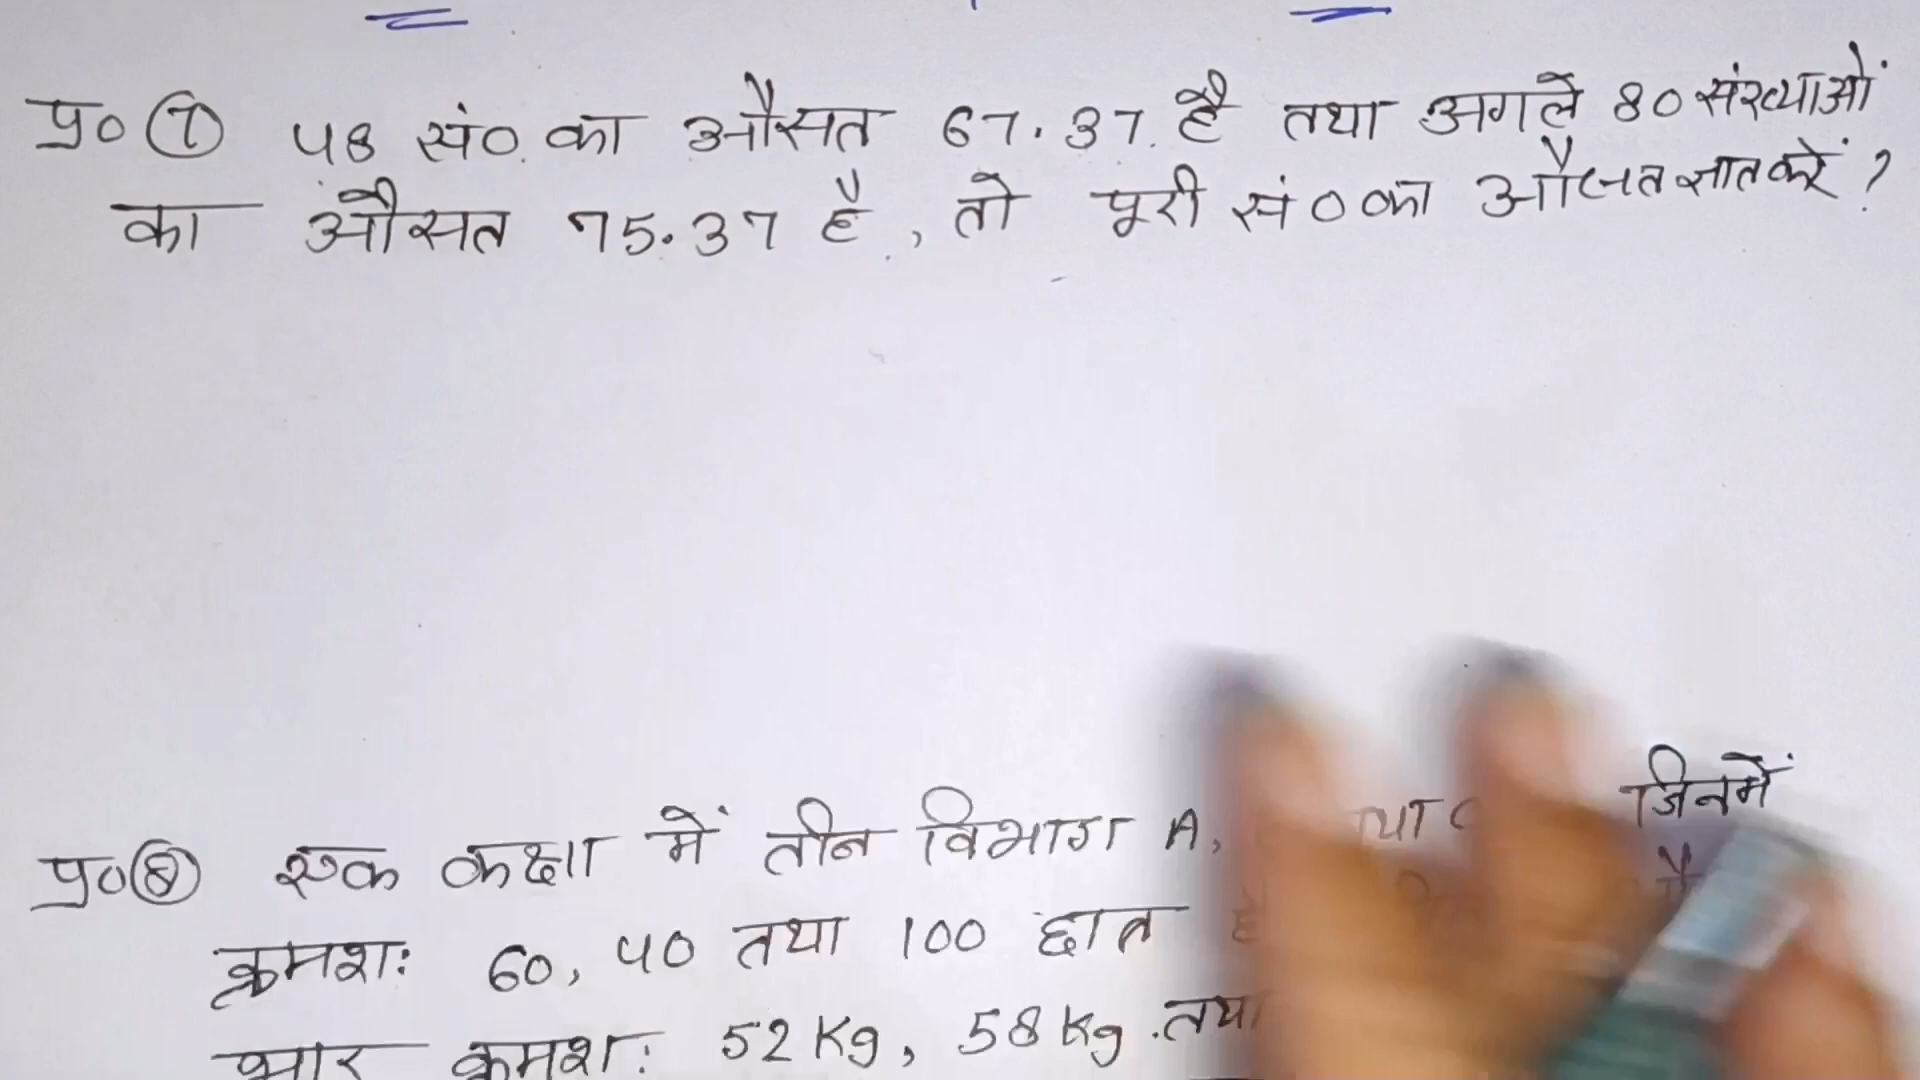 प्र० (7) 48 सं० का औसत 67.37 है तथा अगले 80 संख्याओं
का औसत 75.37 है, तो पूरी सं० का औसत ज्ञात करें ?
प्र० (8) एक कक्षा में तीन विभाग A, जिनमें
क्रमशः 60, 40 तथा 100 छात्र
भार क्रमशः 52 Kg, 58 Kg तथा